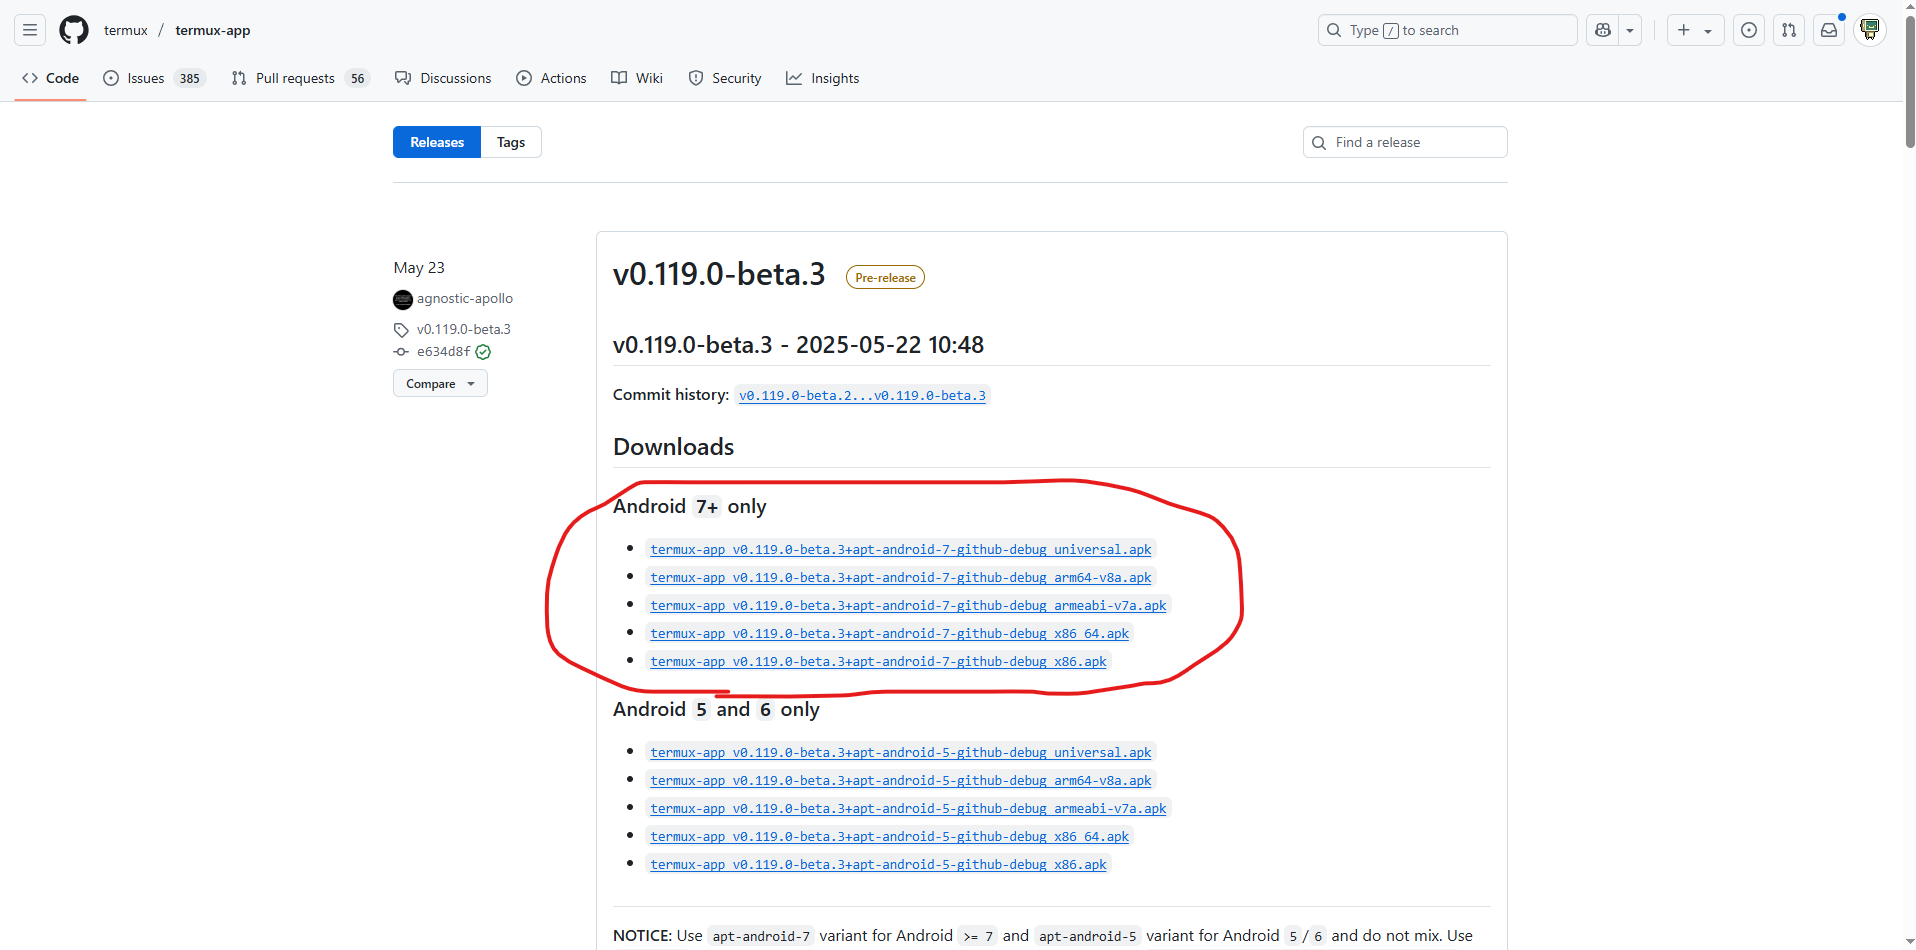 termux / termux-app
Type / to search
Code
Issues 385
Pull requests 56
Discussions
Actions
Wiki
Security
Insights
Releases
Tags
Find a release
May 23
agnostic-apollo
v0.119.0-beta.3
e634d8f
Compare
v0.119.0-beta.3 Pre-release
v0.119.0-beta.3 - 2025-05-22 10:48
Commit history: v0.119.0-beta.2...v0.119.0-beta.3
Downloads
Android 7+ only
termux-app_v0.119.0-beta.3+apt-android-7-github-debug_universal.apk
termux-app_v0.119.0-beta.3+apt-android-7-github-debug_arm64-v8a.apk
termux-app_v0.119.0-beta.3+apt-android-7-github-debug_armeabi-v7a.apk
termux-app_v0.119.0-beta.3+apt-android-7-github-debug_x86_64.apk
termux-app_v0.119.0-beta.3+apt-android-7-github-debug_x86.apk
Android 5 and 6 only
termux-app_v0.119.0-beta.3+apt-android-5-github-debug_universal.apk
termux-app_v0.119.0-beta.3+apt-android-5-github-debug_arm64-v8a.apk
termux-app_v0.119.0-beta.3+apt-android-5-github-debug_armeabi-v7a.apk
termux-app_v0.119.0-beta.3+apt-android-5-github-debug_x86_64.apk
termux-app_v0.119.0-beta.3+apt-android-5-github-debug_x86.apk
NOTICE: Use apt-android-7 variant for Android >= 7 and apt-android-5 variant for Android 5 / 6 and do not mix. Use